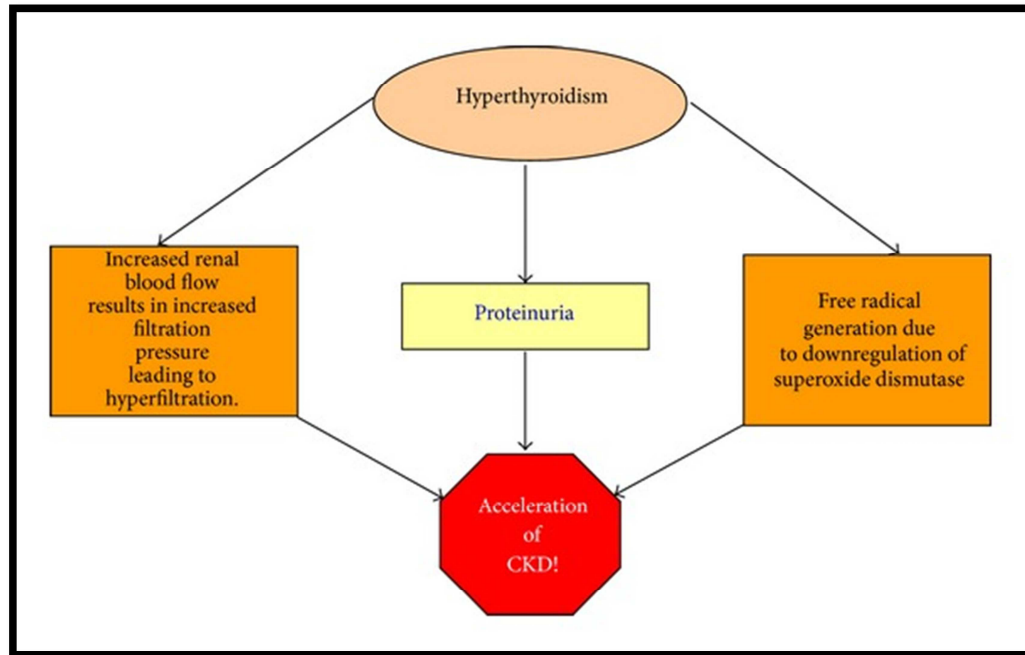 Hyperthyroidism
Increased renal
blood flow
results in increased
filtration
pressure
leading to
hyperfiltration.
Proteinuria
Free radical
generation due
to downregulation of
superoxide dismutase
Acceleration
of
CKD!